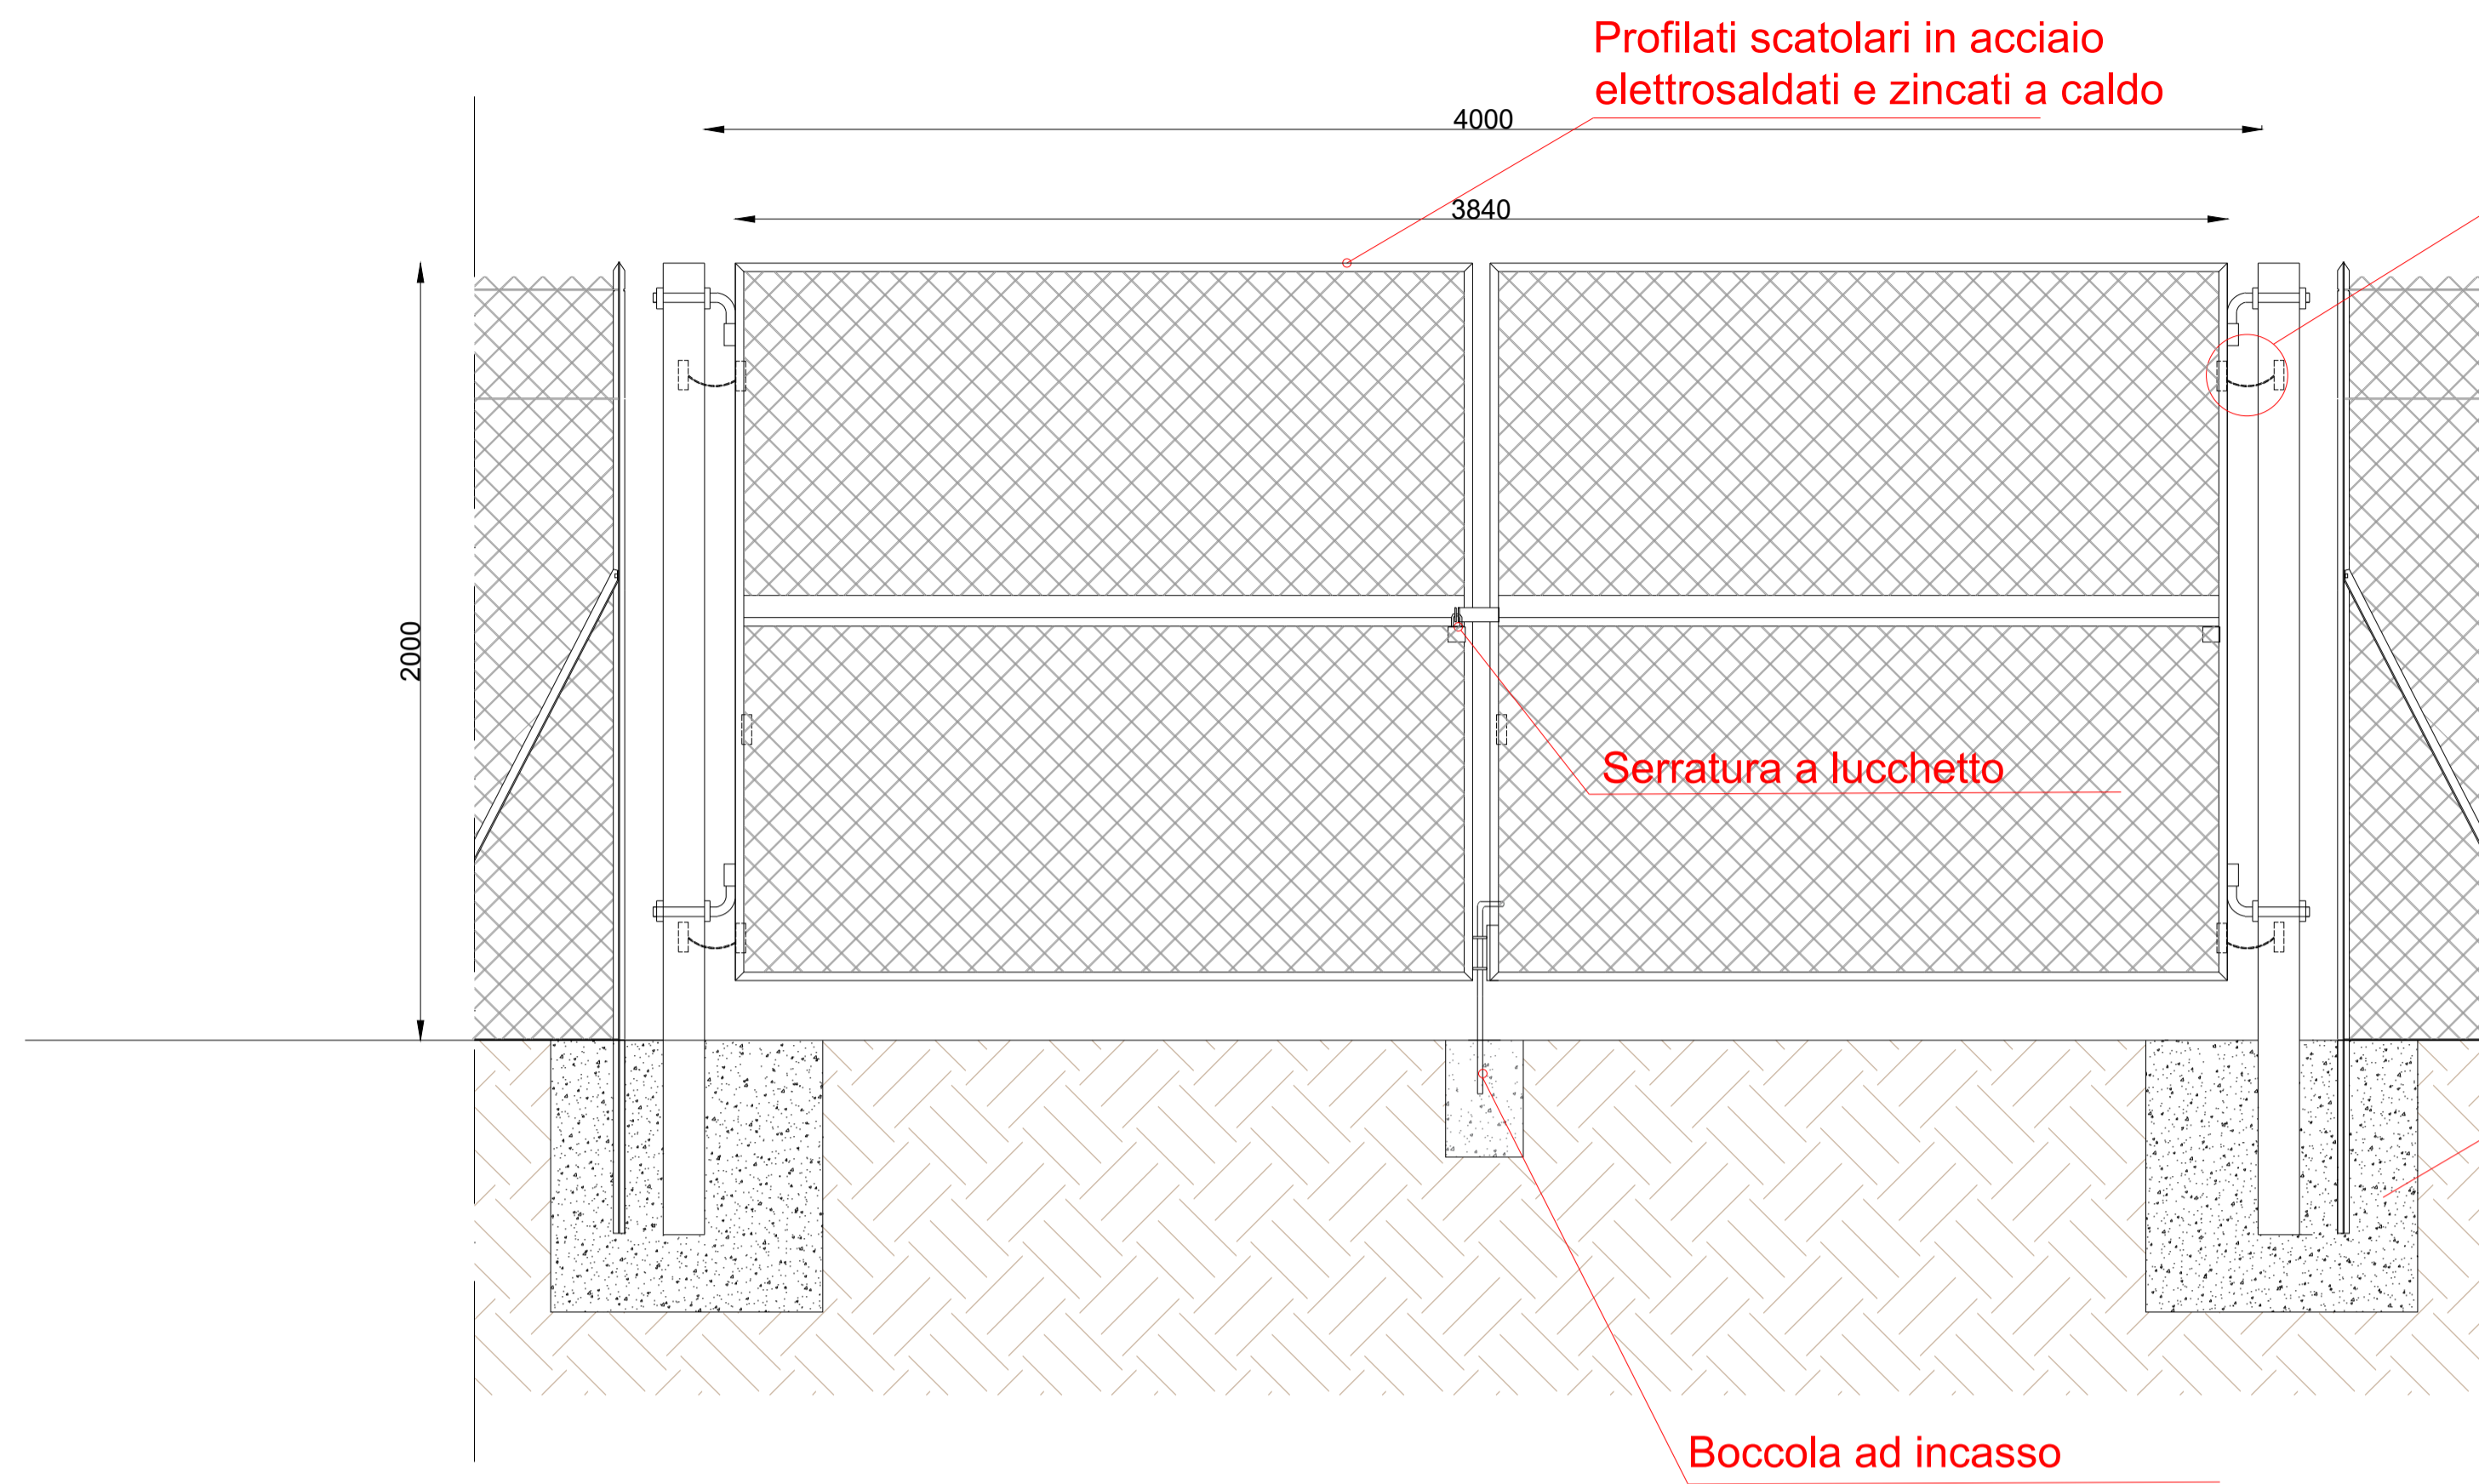 Profilati scatolari in acciaio
elettrosaldati e zincati a caldo
4000
3840
2000
Serratura a lucchetto
Boccola ad incasso